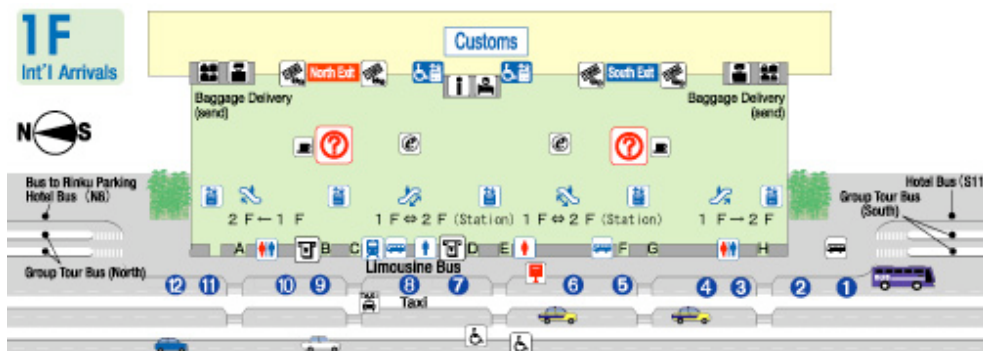 1F
Int'l Arrivals
Customs
North Exit
South Exit
Baggage Delivery
(send)
Baggage Delivery
(send)
N S
Bus to Rinku Parking
Hotel Bus (N6)
Hotel Bus (S11
Group Tour Bus
(South)
2 F ← 1 F
1 F ⇔ 2 F (Station)
1 F ⇔ 2 F (Station)
1 F → 2 F
A B C D E F G H
Group Tour Bus (North)
Limousine Bus
12 11 10 9 8 7 6 5 4 3 2 1
TAXI
Taxi